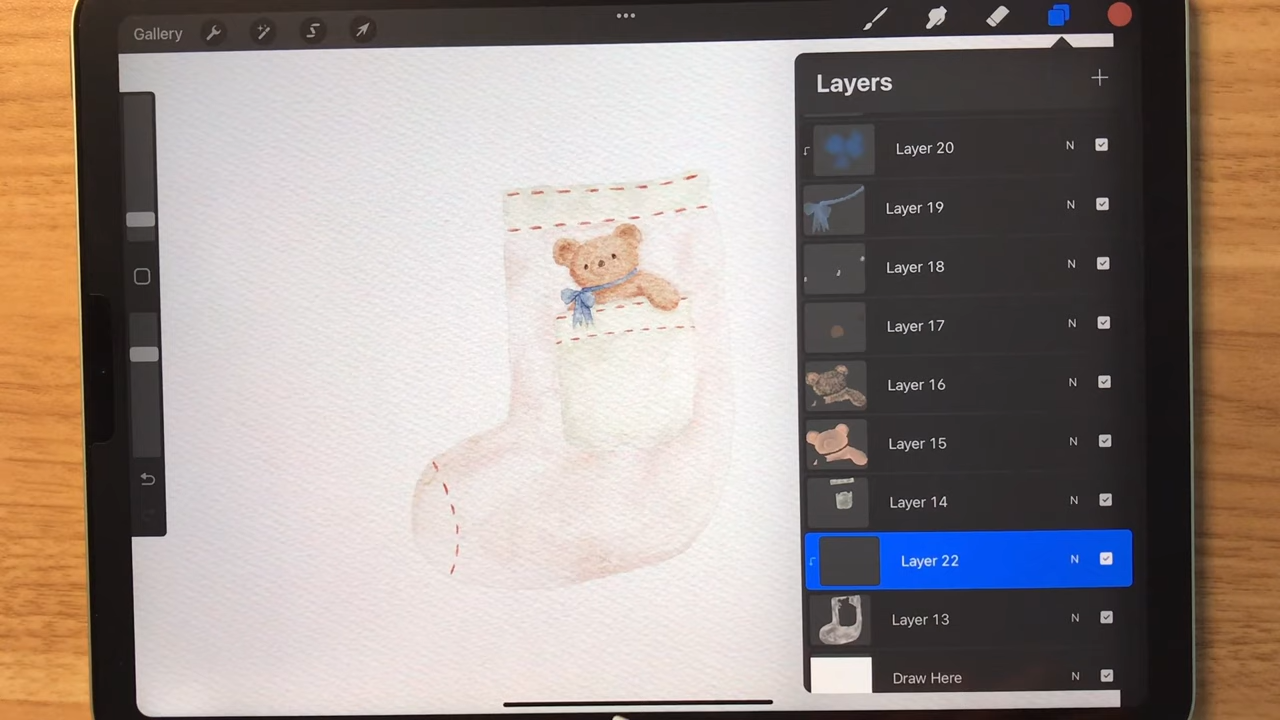 Gallery
Layers
Layer 20 N
Layer 19 N
Layer 18 N
Layer 17 N
Layer 16 N
Layer 15 N
Layer 14 N
Layer 22 N
Layer 13 N
Draw Here N